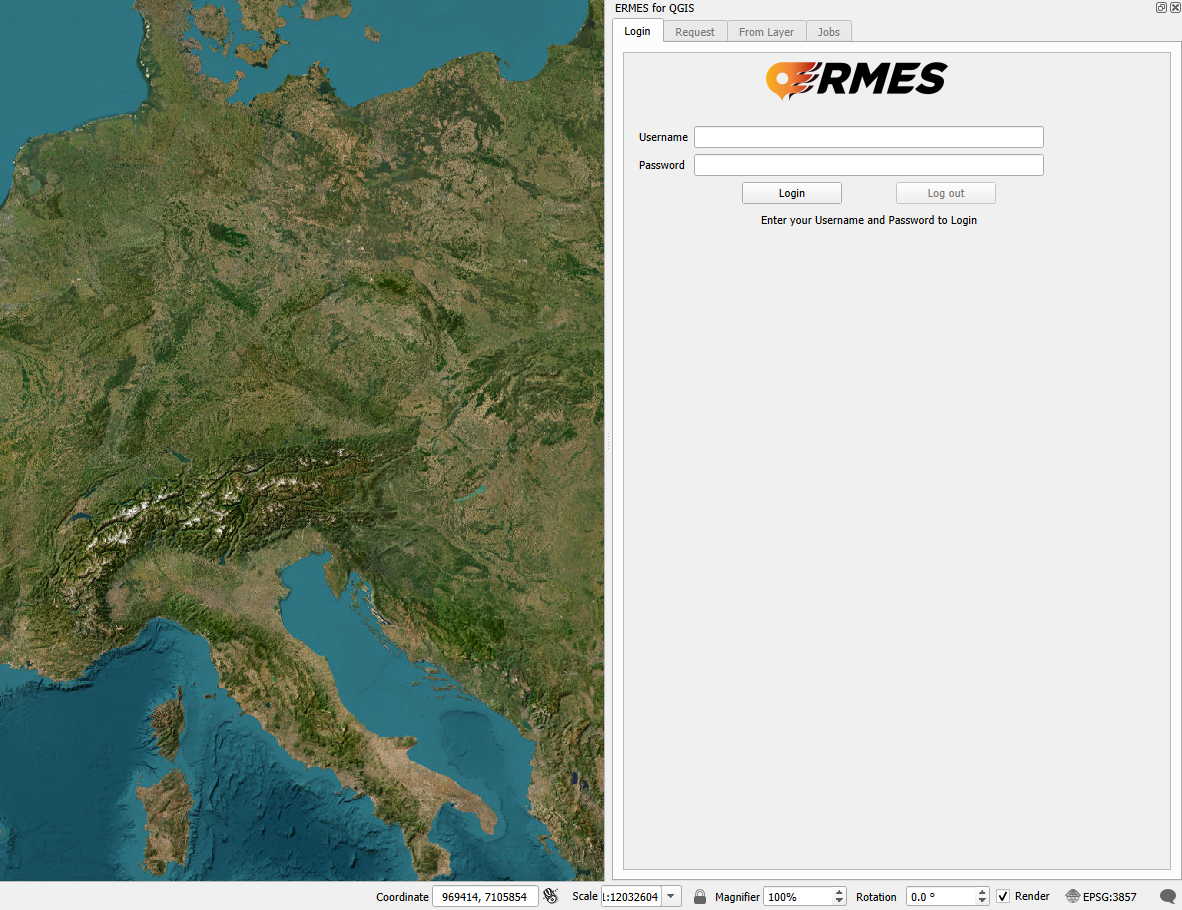 ERMES for QGIS
Login Request From Layer Jobs
ERMES
Username
Password
Login Log out
Enter your Username and Password to Login
Coordinate 969414, 7105854 Scale 1:12032604 Magnifier 100% Rotation 0.0 ° Render EPSG:3857